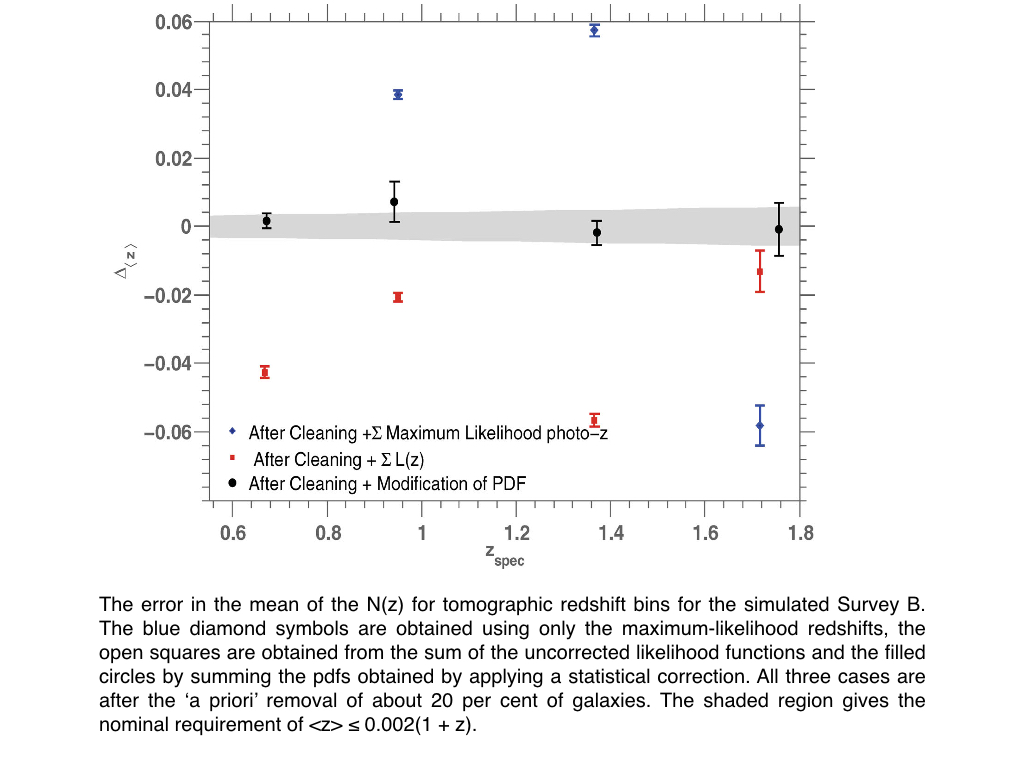 0.06
0.04
0.02
0
−0.02
−0.04
−0.06
Δ⟨z⟩
After Cleaning +Σ Maximum Likelihood photo−z
After Cleaning + Σ L(z)
After Cleaning + Modification of PDF
0.6 0.8 1 1.2 1.4 1.6 1.8
zspec
The error in the mean of the N(z) for tomographic redshift bins for the simulated Survey B.
The blue diamond symbols are obtained using only the maximum-likelihood redshifts, the
open squares are obtained from the sum of the uncorrected likelihood functions and the filled
circles by summing the pdfs obtained by applying a statistical correction. All three cases are
after the ‘a priori’ removal of about 20 per cent of galaxies. The shaded region gives the
nominal requirement of <z> ≤ 0.002(1 + z).